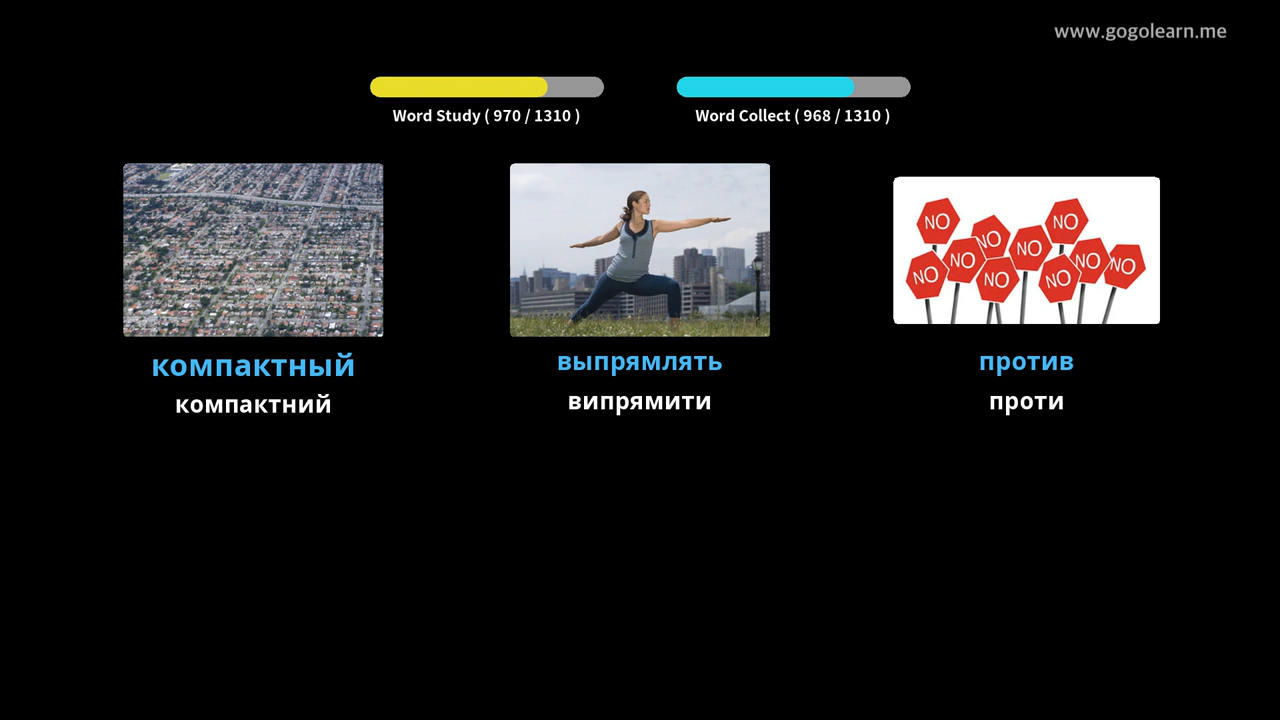 www.gogolearn.me
Word Study ( 970 / 1310 )
Word Collect ( 968 / 1310 )
NO
NO
NO
NO
NO
NO
NO
NO
NO
NO
компактный
компактний
выпрямлять
випрямити
против
проти